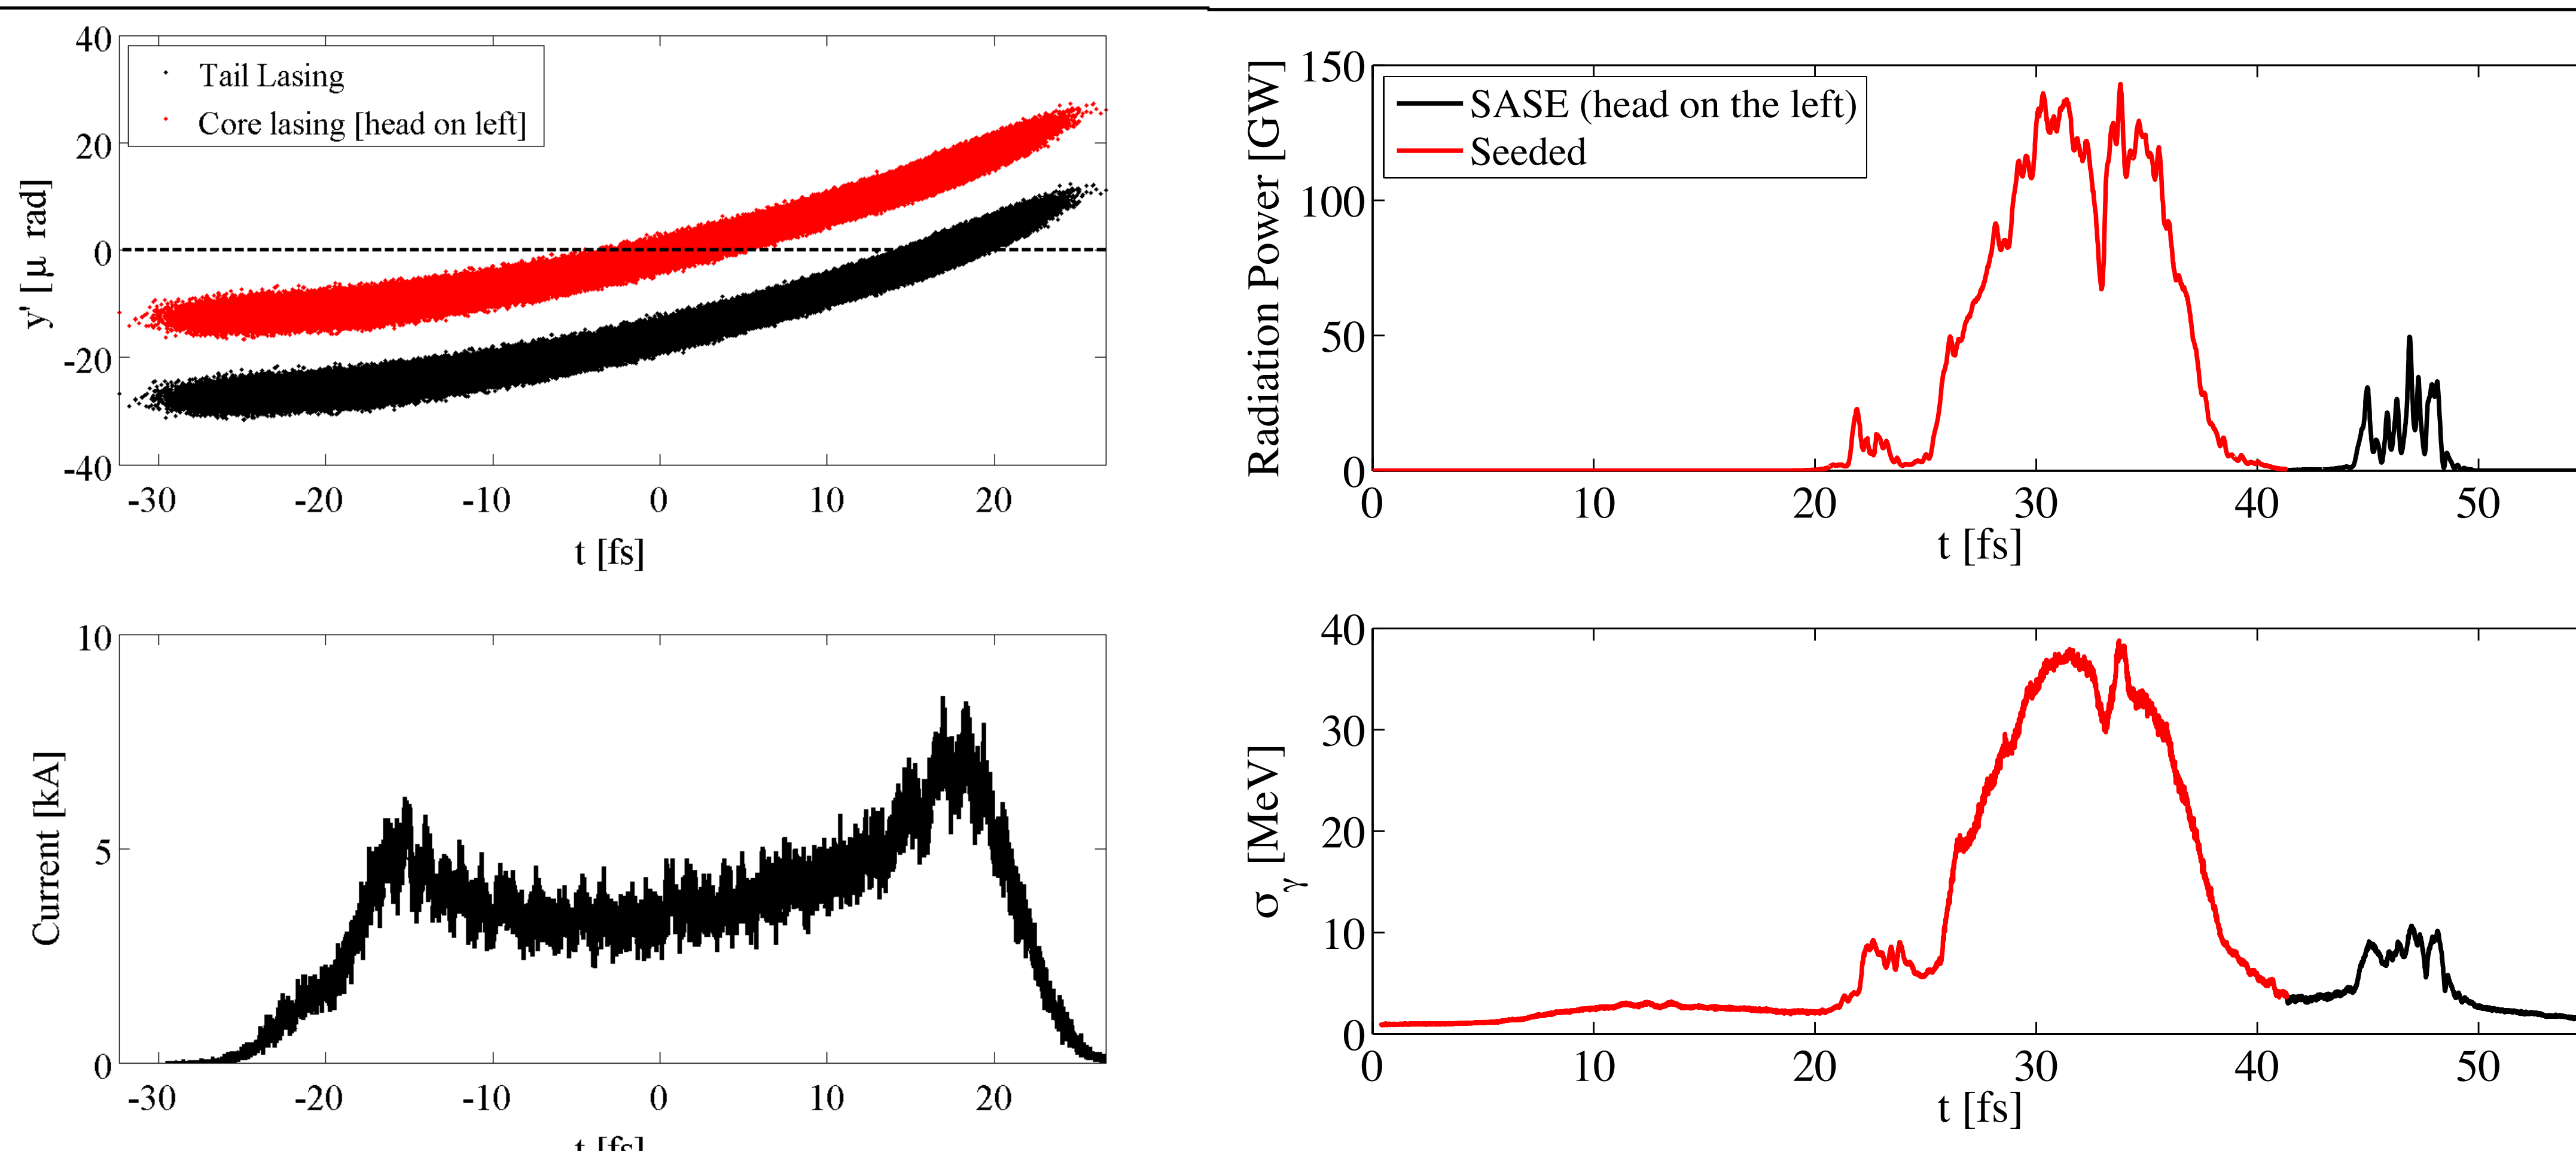 40
20
0
-20
-40
y' [μ rad]
Tail Lasing
Core lasing [head on left]
-30 -20 -10 0 10 20
t [fs]
150
100
50
0
Radiation Power [GW]
SASE (head on the left)
Seeded
0 10 20 30 40 50
t [fs]
10
5
0
Current [kA]
-30 -20 -10 0 10 20
t [fs]
40
30
20
10
0
σγ [MeV]
0 10 20 30 40 50
t [fs]